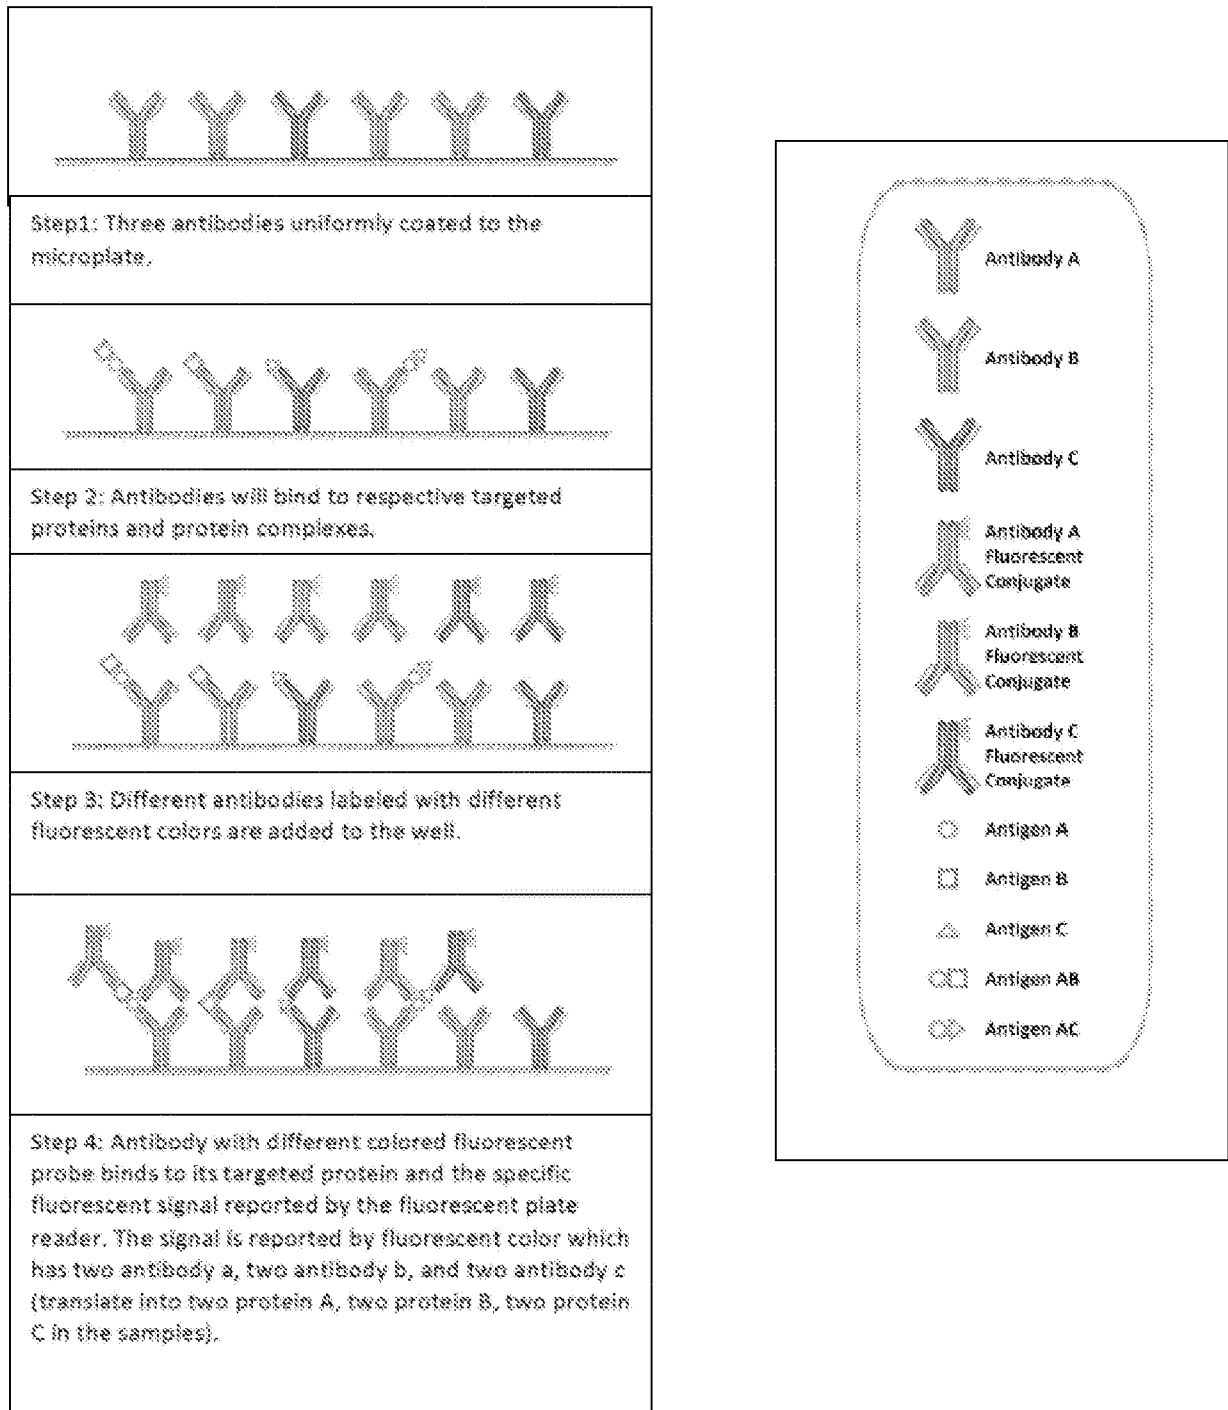 Step1: Three antibodies uniformly coated to the
microplate.
Step 2: Antibodies will bind to respective targeted
proteins and protein complexes.
Step 3: Different antibodies labeled with different
fluorescent colors are added to the well.
Step 4: Antibody with different colored fluorescent
probe binds to its targeted protein and the specific
fluorescent signal reported by the fluorescent plate
reader. The signal is reported by fluorescent color which
has two antibody a, two antibody b, and two antibody c
(translate into two protein A, two protein B, two protein
C in the samples).
Antibody A
Antibody B
Antibody C
Antibody A
Fluorescent
Conjugate
Antibody B
Fluorescent
Conjugate
Antibody C
Fluorescent
Conjugate
Antigen A
Antigen B
Antigen C
Antigen AB
Antigen AC